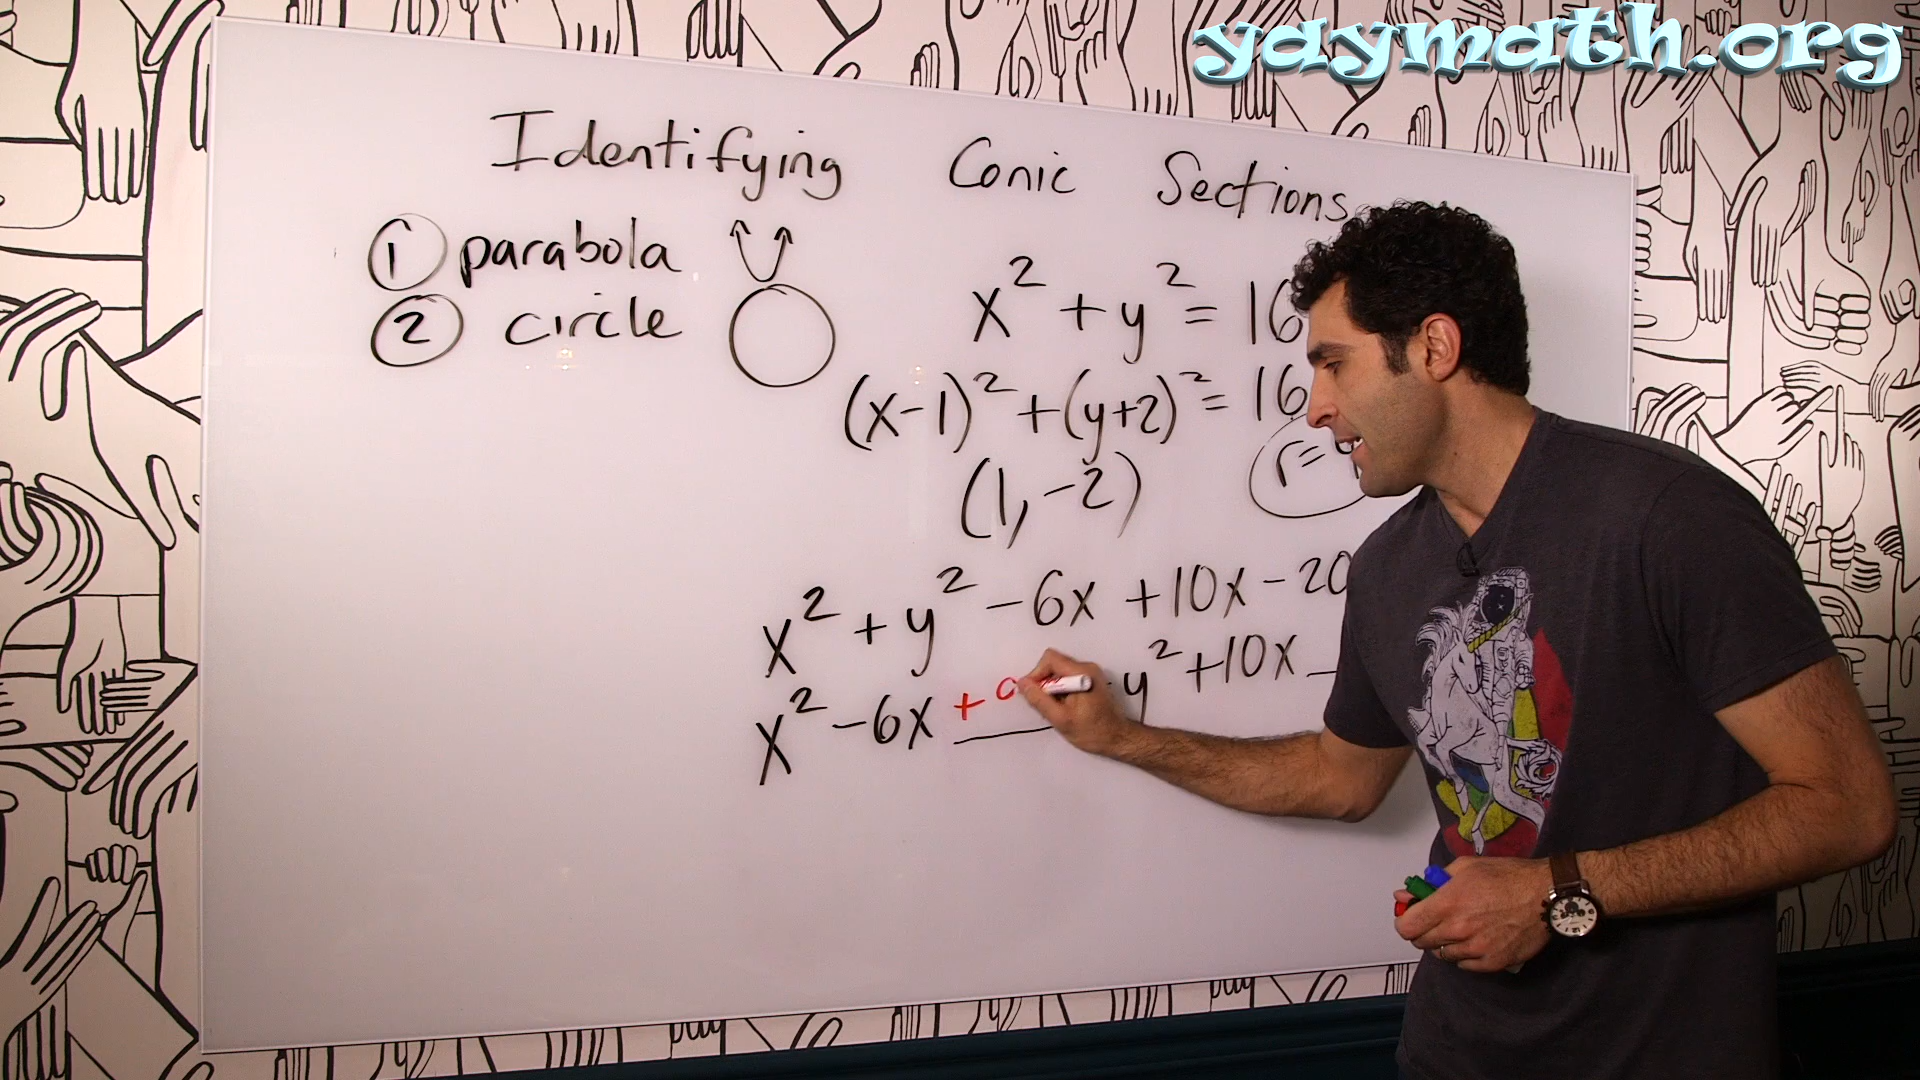 yaymath.org
Identifying Conic Sections
① parabola
② circle
x² + y² = 16
(x-1)² + (y+2)² = 16
(1, -2)
r=
x² + y² - 6x + 10x - 20
x² - 6x + y² + 10x